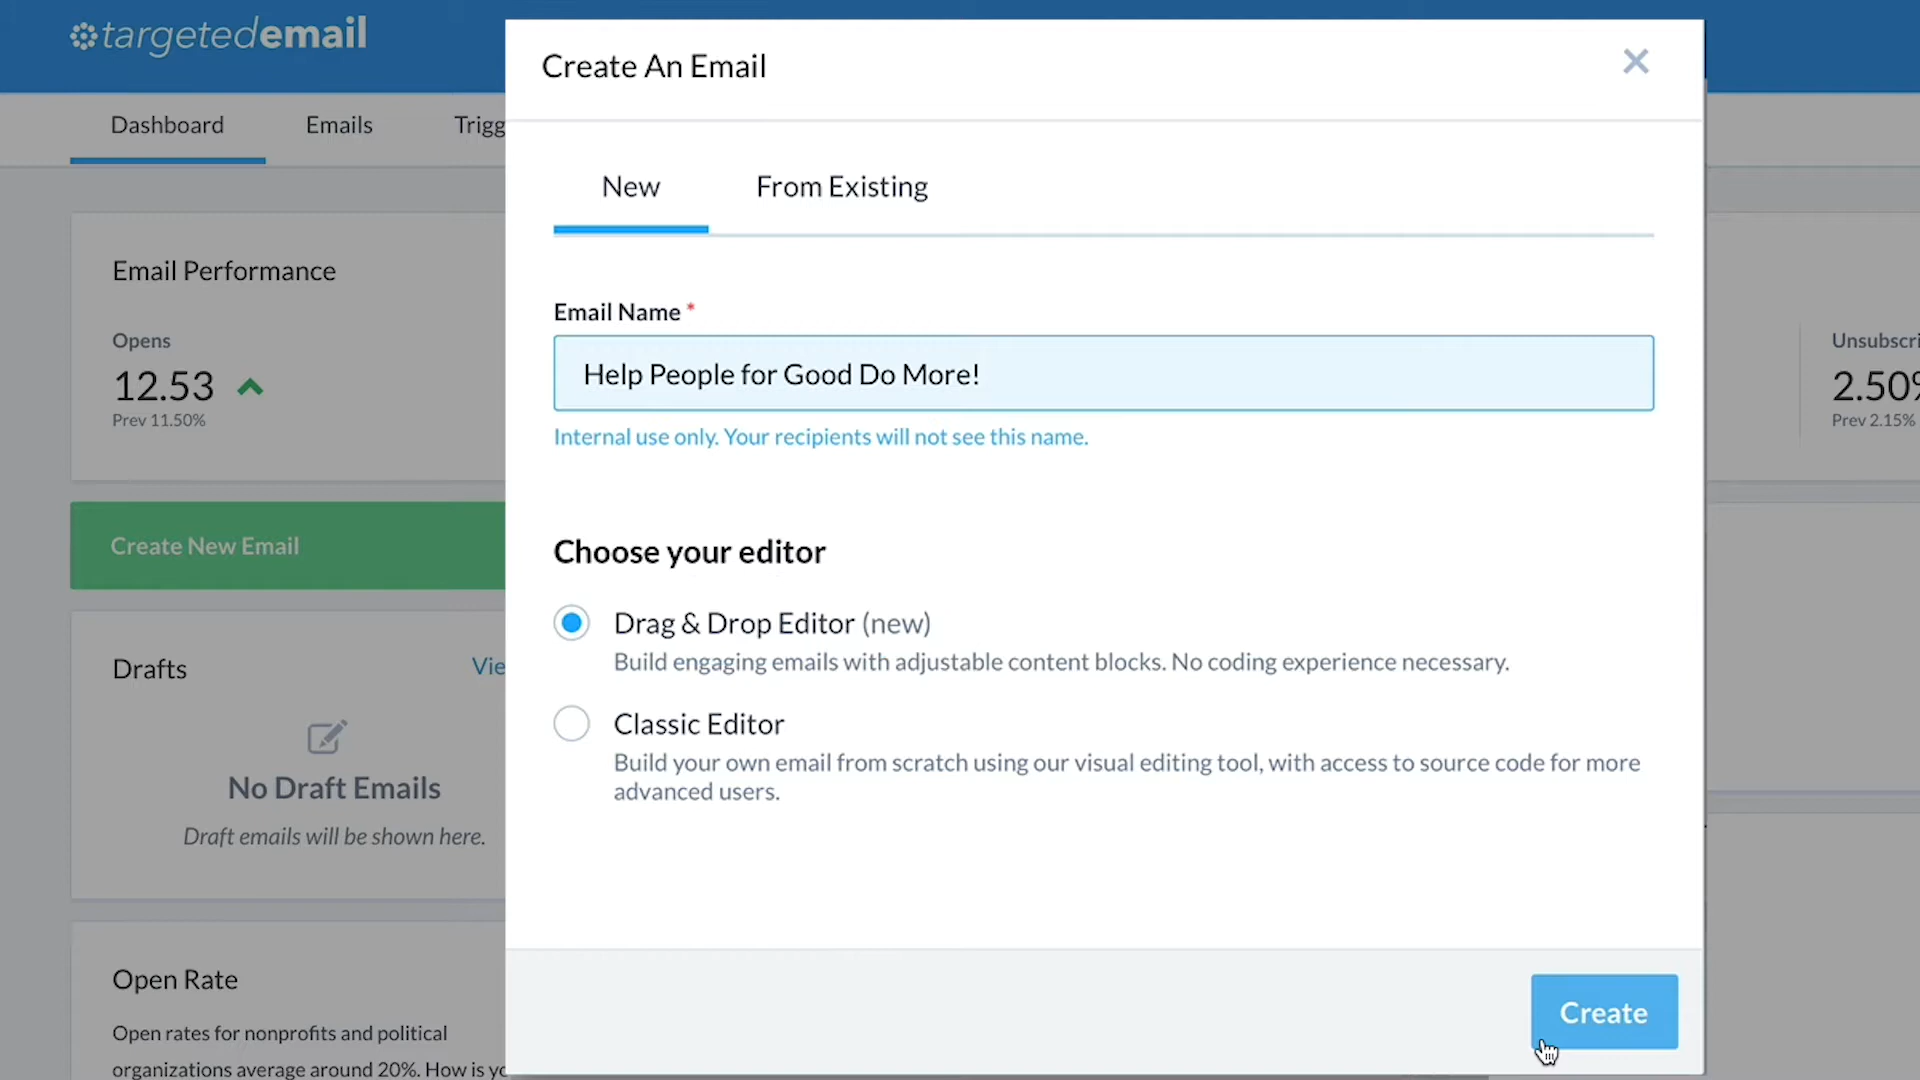 targetedemail
Create An Email
Dashboard
Emails
Trigg
New
From Existing
Email Performance
Opens
12.53
Prev 11.50%
Email Name *
Help People for Good Do More!
Internal use only. Your recipients will not see this name.
Unsubscri
2.50%
Prev 2.15%
Create New Email
Choose your editor
Drag & Drop Editor (new)
Build engaging emails with adjustable content blocks. No coding experience necessary.
Classic Editor
Build your own email from scratch using our visual editing tool, with access to source code for more
advanced users.
Drafts
Vie
No Draft Emails
Draft emails will be shown here.
Open Rate
Open rates for nonprofits and political
organizations average around 20%. How is yo
Create